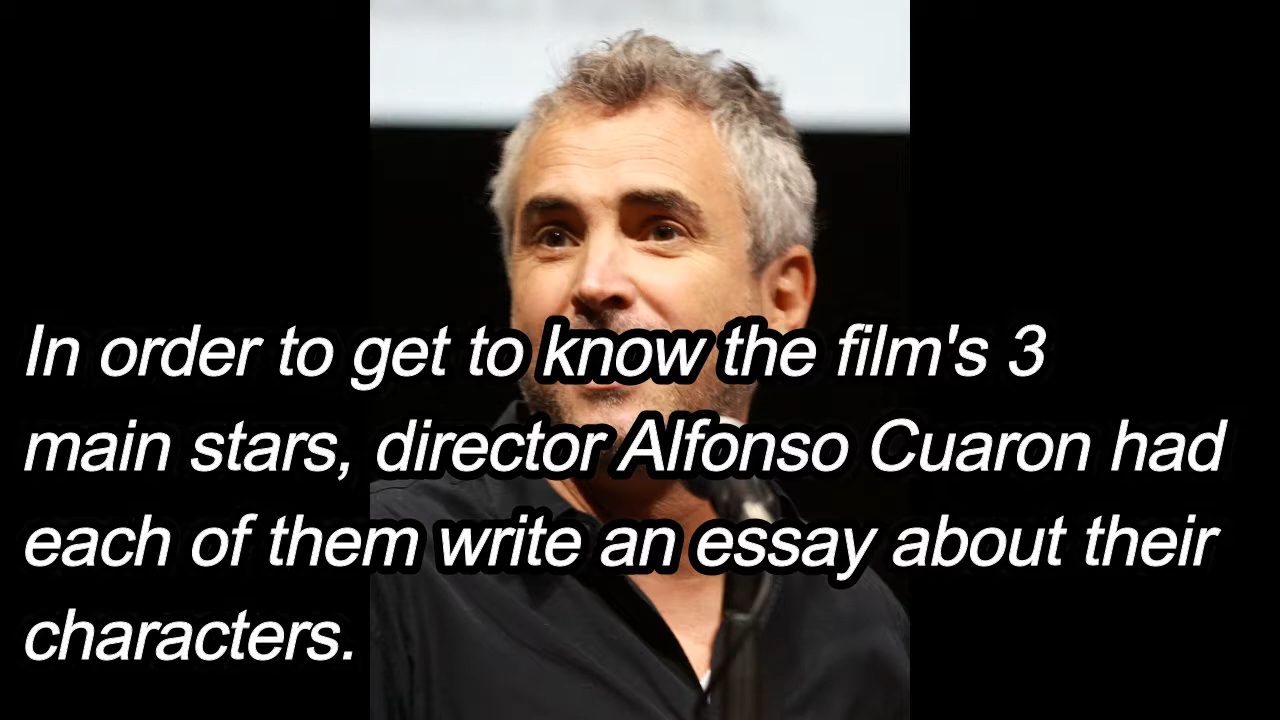 In order to get to know the film's 3
main stars, director Alfonso Cuaron had
each of them write an essay about their
characters.